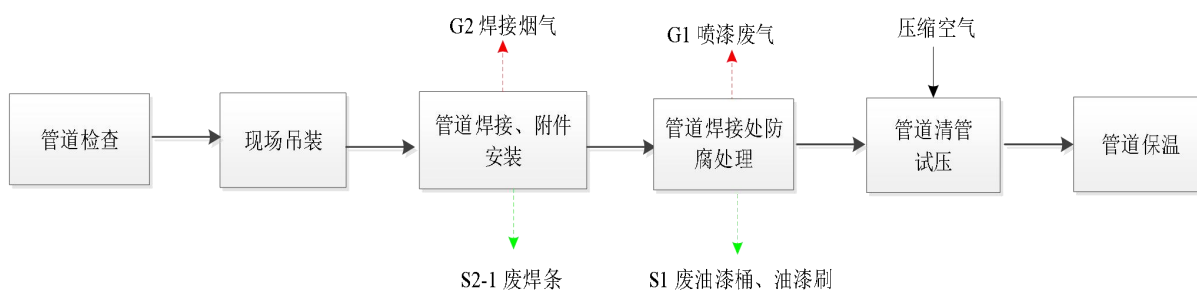 G2 焊接烟气
G1 喷漆废气
压缩空气
管道检查
现场吊装
管道焊接、附件
安装
管道焊接处防
腐处理
管道清管
试压
管道保温
S2-1 废焊条
S1 废油漆桶、油漆刷